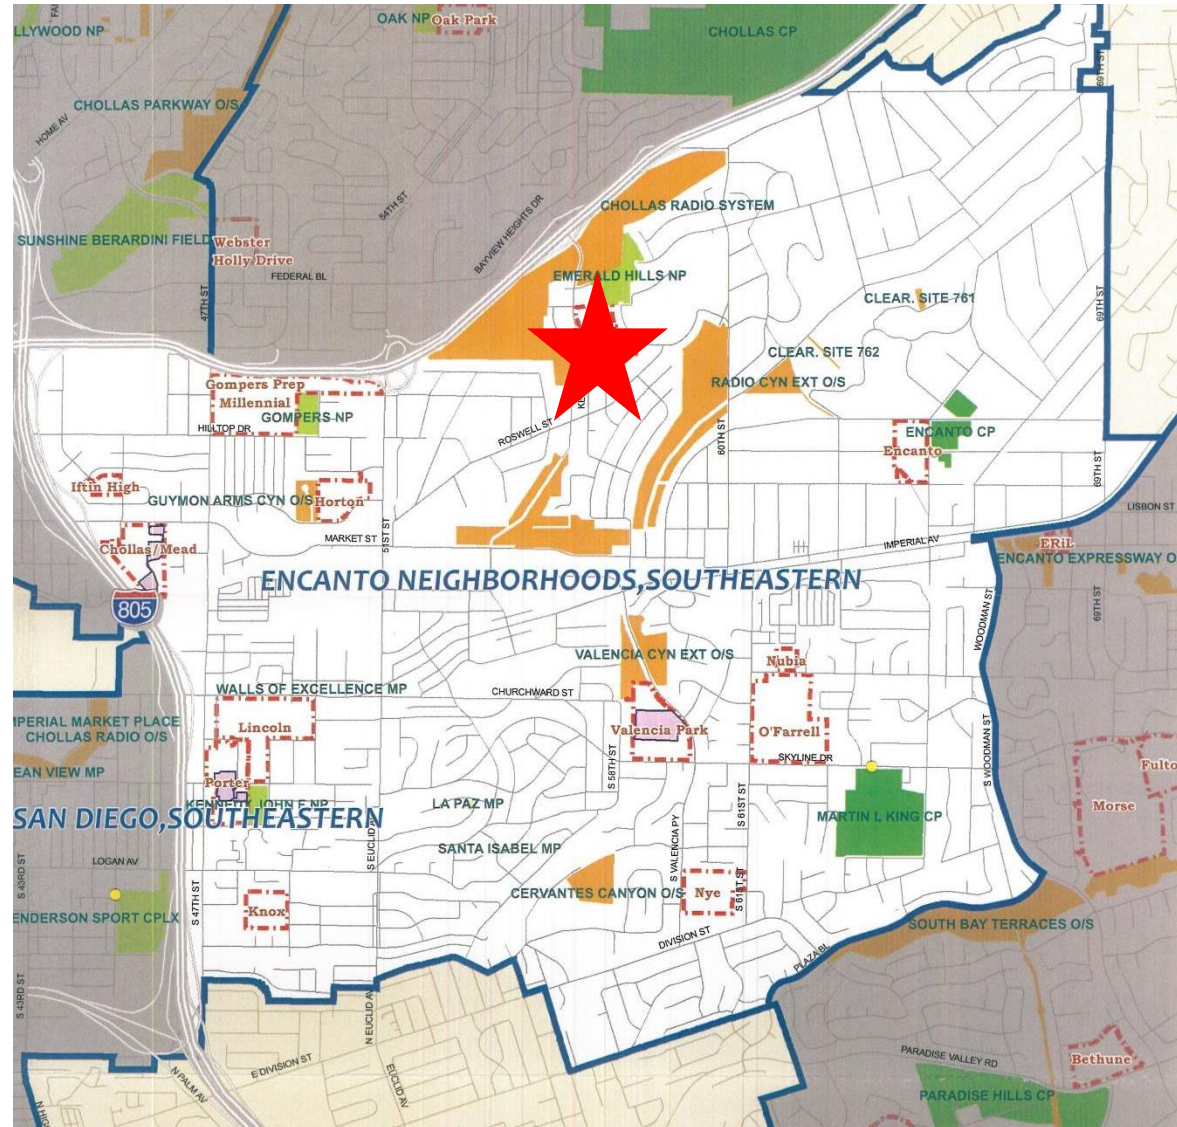 OAK NP
Oak Park
LLYWOOD NP
CHOLLAS CP
69TH ST
CHOLLAS PARKWAY O/S
HOME AV
54TH ST
CHOLLAS RADIO SYSTEM
BAYVIEW HEIGHTS DR
SUNSHINE BERARDINI FIELD
Webster
Holly Drive
FEDERAL BL
EMERALD HILLS NP
47TH ST
CLEAR. SITE 761
69TH ST
CLEAR. SITE 762
RADIO CYN EXT O/S
Gompers Prep
Millennial
GOMPERS NP
HILLTOP DR
ROSWELL ST
60TH ST
ENCANTO CP
Encanto
69TH ST
Iftin High
GUYMON ARMS CYN O/S
Horton
LISBON ST
51ST ST
MARKET ST
IMPERIAL AV
Chollas/Mead
ERiL
ENCANTO EXPRESSWAY O
ENCANTO NEIGHBORHOODS,SOUTHEASTERN
805
69TH ST
WOODMAN ST
VALENCIA CYN EXT O/S
Nubia
WALLS OF EXCELLENCE MP
CHURCHWARD ST
MPERIAL MARKET PLACE
CHOLLAS RADIO O/S
Lincoln
Valencia Park
O'Farrell
S WOODMAN ST
S 58TH ST
SKYLINE DR
EAN VIEW MP
Porter
Fulto
KENNEDY JOHN F NP
LA PAZ MP
S 61ST ST
MARTIN L KING CP
Morse
SAN DIEGO,SOUTHEASTERN
S EUCLID AV
SANTA ISABEL MP
S VALENCIA PY
LOGAN AV
S 43RD ST
CERVANTES CANYON O/S
Nye
S 61ST ST
S 47TH ST
Knox
ENDERSON SPORT CPLX
SOUTH BAY TERRACES O/S
DIVISION ST
PLAZA BL
S 43RD ST
N EUCLID AV
E DIVISION ST
EUCLID AV
N PALM AV
PARADISE VALLEY RD
Bethune
PARADISE HILLS CP
N HIG